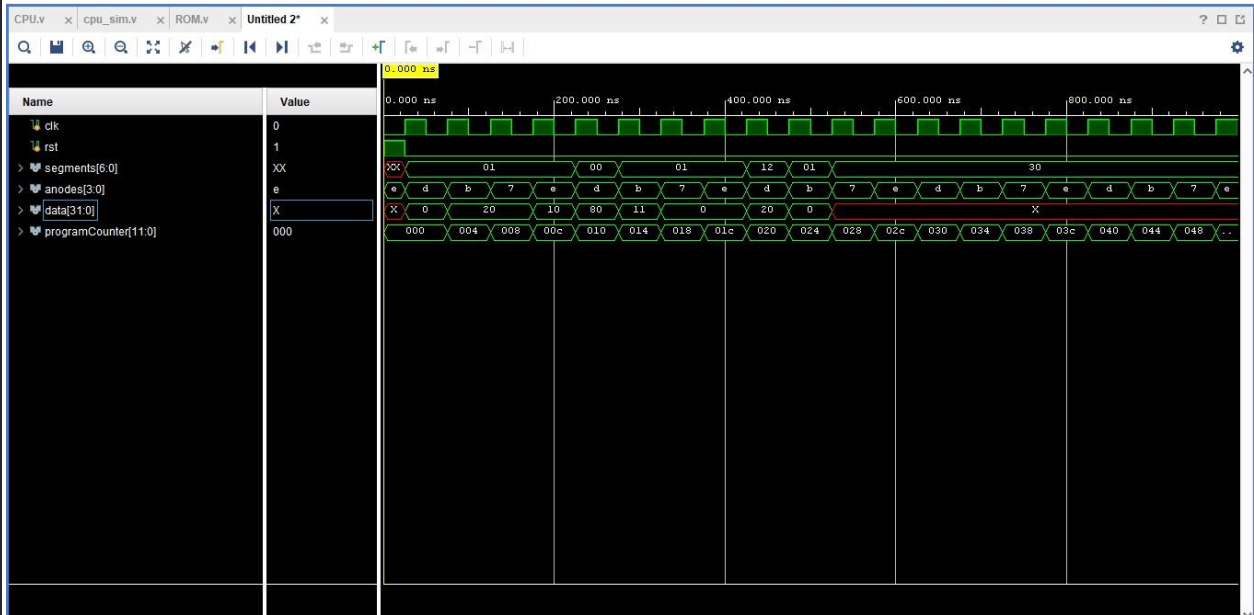 CPU.v × cpu_sim.v × ROM.v × Untitled 2* ×
0.000 ns
Name Value 0.000 ns 200.000 ns 400.000 ns 600.000 ns 800.000 ns
clk 0
rst 1
segments[6:0] XX XX 01 00 01 12 01 30
anodes[3:0] e e d b 7 e d b 7 e d b 7 e d b 7 e d b 7 e
data[31:0] X X 0 20 10 80 11 0 20 0 X
programCounter[11:0] 000 000 004 008 00c 010 014 018 01c 020 024 028 02c 030 034 038 03c 040 044 048 ..